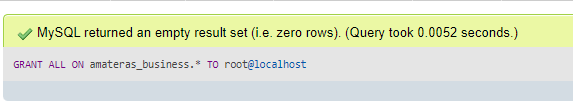 MySQL returned an empty result set (i.e. zero rows). (Query took 0.0052 seconds.)
GRANT ALL ON amateras_business.* TO root@localhost